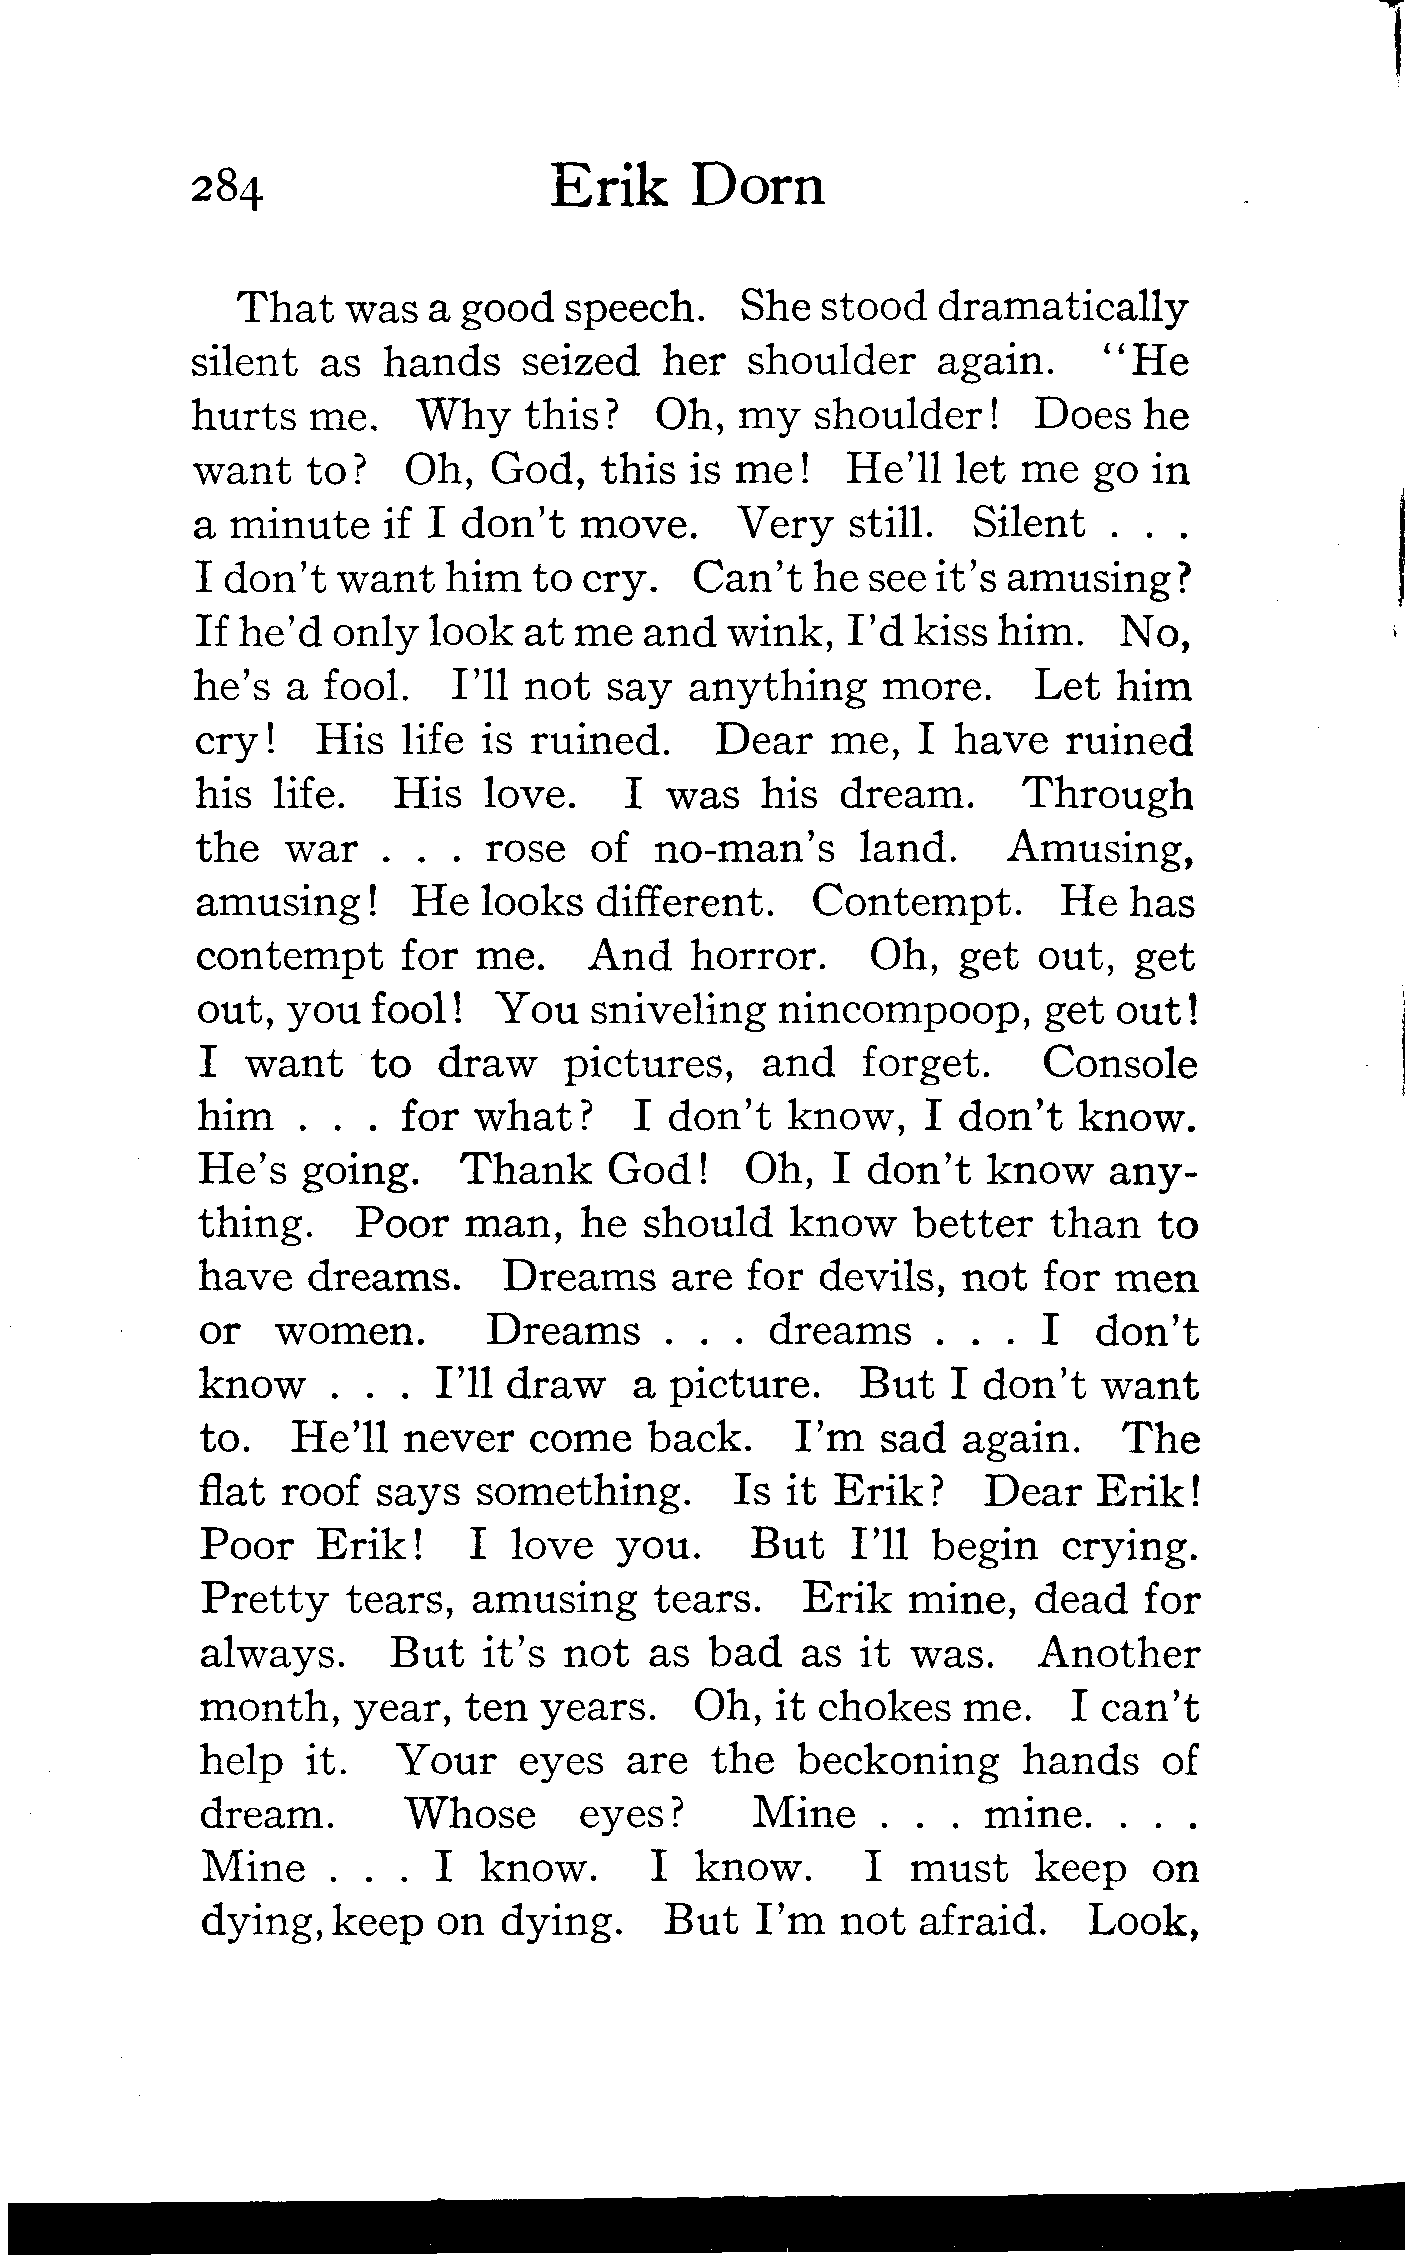 284 Erik Dorn
That was a good speech. She stood dramatically
silent as hands seized her shoulder again. “He
hurts me. Why this? Oh, my shoulder! Does he
want to? Oh, God, this is me! He’ll let me go in
a minute if I don’t move. Very still. Silent . . .
I don’t want him to cry. Can’t he see it’s amusing?
If he’d only look at me and wink, I’d kiss him. No,
he’s a fool. I’ll not say anything more. Let him
cry! His life is ruined. Dear me, I have ruined
his life. His love. I was his dream. Through
the war . . . rose of no-man’s land. Amusing,
amusing! He looks different. Contempt. He has
contempt for me. And horror. Oh, get out, get
out, you fool! You sniveling nincompoop, get out!
I want to draw pictures, and forget. Console
him . . . for what? I don’t know, I don’t know.
He’s going. Thank God! Oh, I don’t know any-
thing. Poor man, he should know better than to
have dreams. Dreams are for devils, not for men
or women. Dreams . . . dreams . . . I don’t
know . . . I’ll draw a picture. But I don’t want
to. He’ll never come back. I’m sad again. The
flat roof says something. Is it Erik? Dear Erik!
Poor Erik! I love you. But I’ll begin crying.
Pretty tears, amusing tears. Erik mine, dead for
always. But it’s not as bad as it was. Another
month, year, ten years. Oh, it chokes me. I can’t
help it. Your eyes are the beckoning hands of
dream. Whose eyes? Mine . . . mine. . . .
Mine . . . I know. I know. I must keep on
dying, keep on dying. But I’m not afraid. Look,